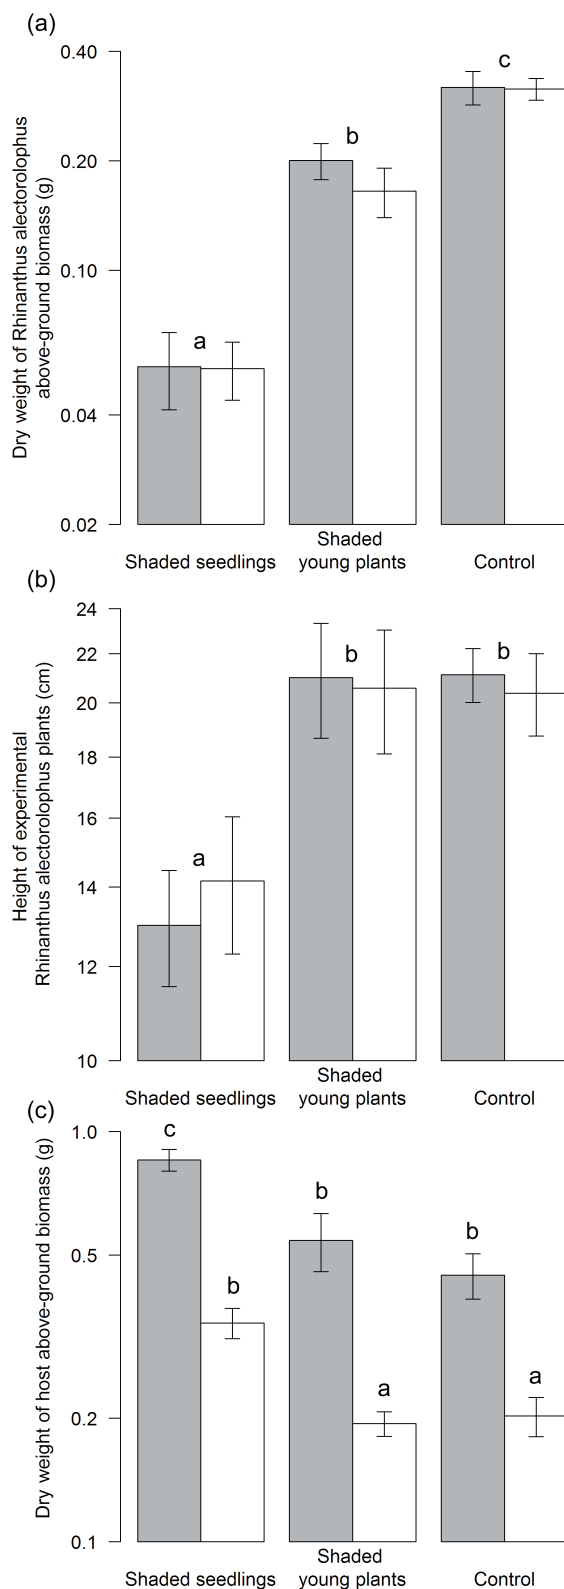 (a)
Dry weight of Rhinanthus alectorolophus
above-ground biomass (g)
0.40
0.20
0.10
0.04
0.02
a
b
c
Shaded seedlings
Shaded
young plants
Control
(b)
Height of experimental
Rhinanthus alectorolophus plants (cm)
24
22
20
18
16
14
12
10
a
b
b
Shaded seedlings
Shaded
young plants
Control
(c)
Dry weight of host above-ground biomass (g)
1.0
0.5
0.2
0.1
c
b
b
a
b
a
Shaded seedlings
Shaded
young plants
Control